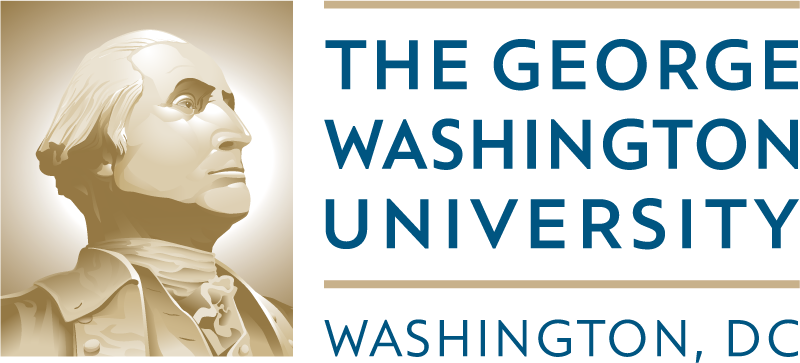 THE GEORGE
WASHINGTON
UNIVERSITY
WASHINGTON, DC